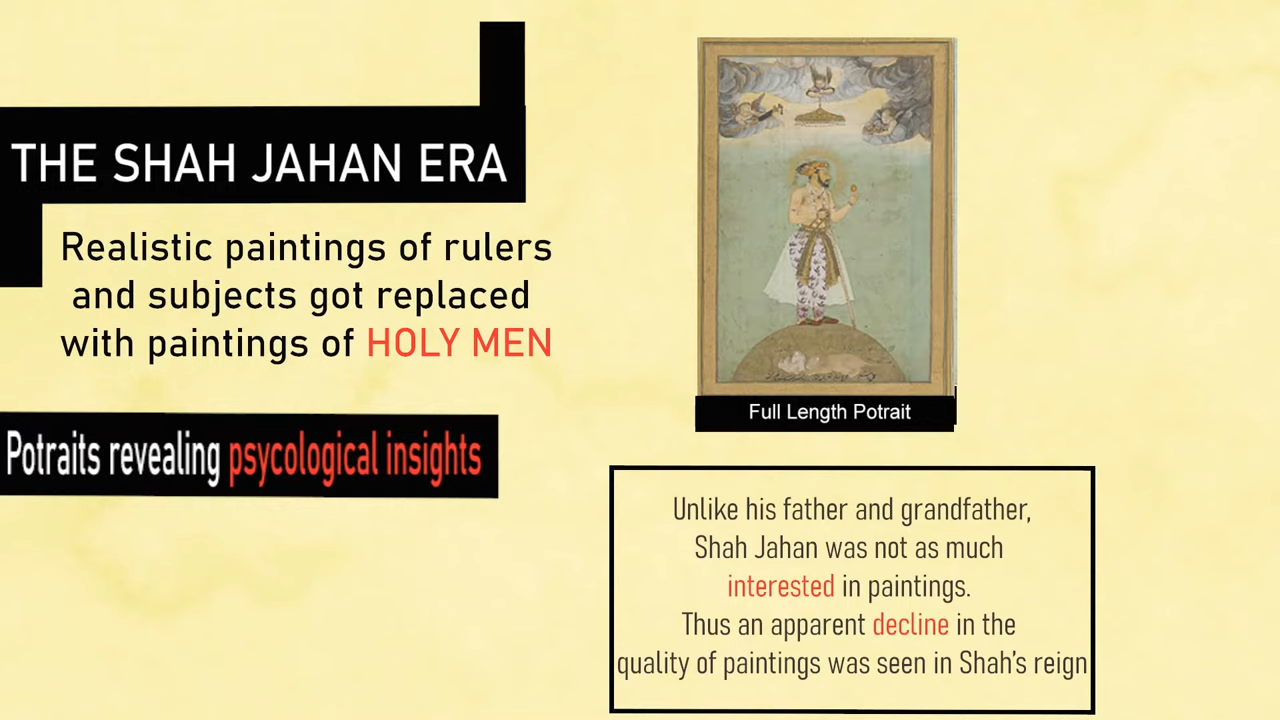 THE SHAH JAHAN ERA
Realistic paintings of rulers
and subjects got replaced
with paintings of HOLY MEN
Potraits revealing psycological insights
Full Length Potrait
Unlike his father and grandfather,
Shah Jahan was not as much
interested in paintings.
Thus an apparent decline in the
quality of paintings was seen in Shah's reign